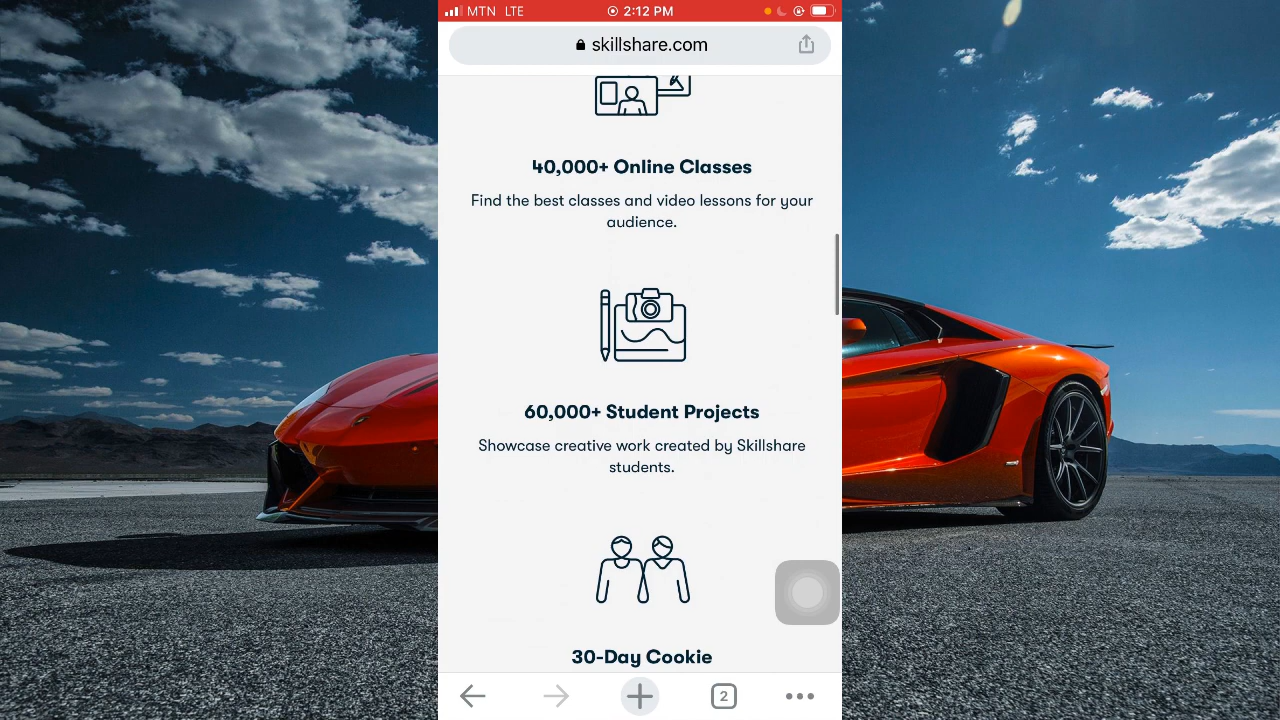 MTN LTE 2:12 PM
skillshare.com
40,000+ Online Classes
Find the best classes and video lessons for your
audience.
60,000+ Student Projects
Showcase creative work created by Skillshare
students.
30-Day Cookie
2